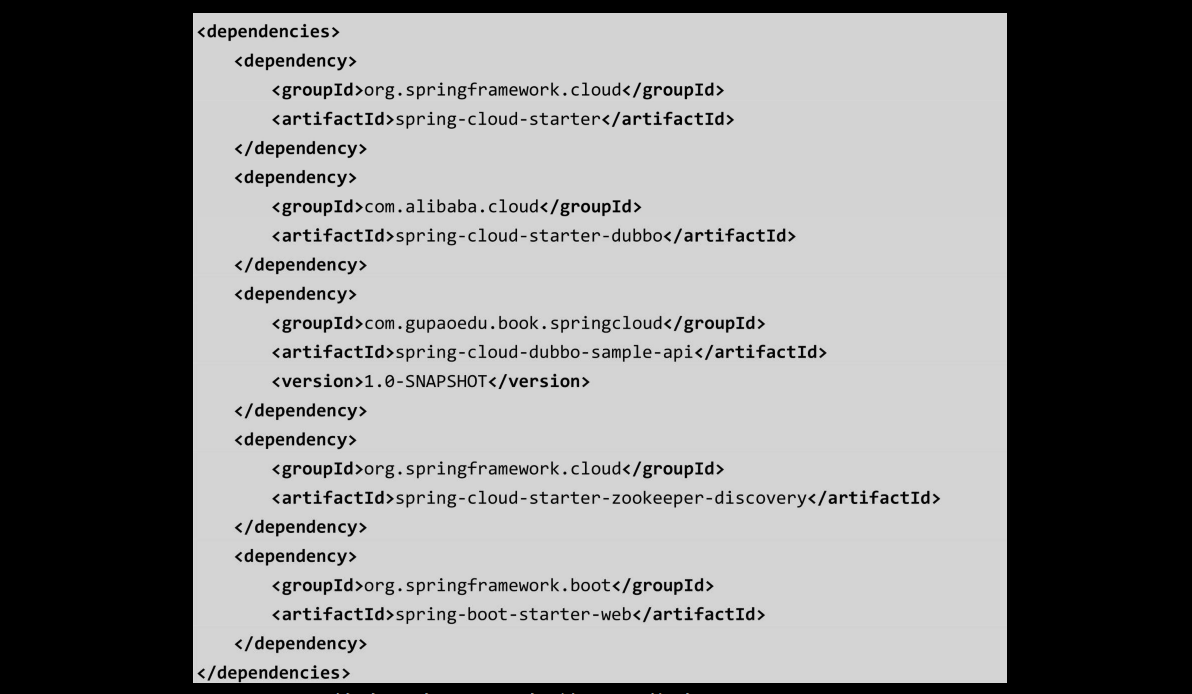 <dependencies>
    <dependency>
        <groupId>org.springframework.cloud</groupId>
        <artifactId>spring-cloud-starter</artifactId>
    </dependency>
    <dependency>
        <groupId>com.alibaba.cloud</groupId>
        <artifactId>spring-cloud-starter-dubbo</artifactId>
    </dependency>
    <dependency>
        <groupId>com.gupaoedu.book.springcloud</groupId>
        <artifactId>spring-cloud-dubbo-sample-api</artifactId>
        <version>1.0-SNAPSHOT</version>
    </dependency>
    <dependency>
        <groupId>org.springframework.cloud</groupId>
        <artifactId>spring-cloud-starter-zookeeper-discovery</artifactId>
    </dependency>
    <dependency>
        <groupId>org.springframework.boot</groupId>
        <artifactId>spring-boot-starter-web</artifactId>
    </dependency>
</dependencies>